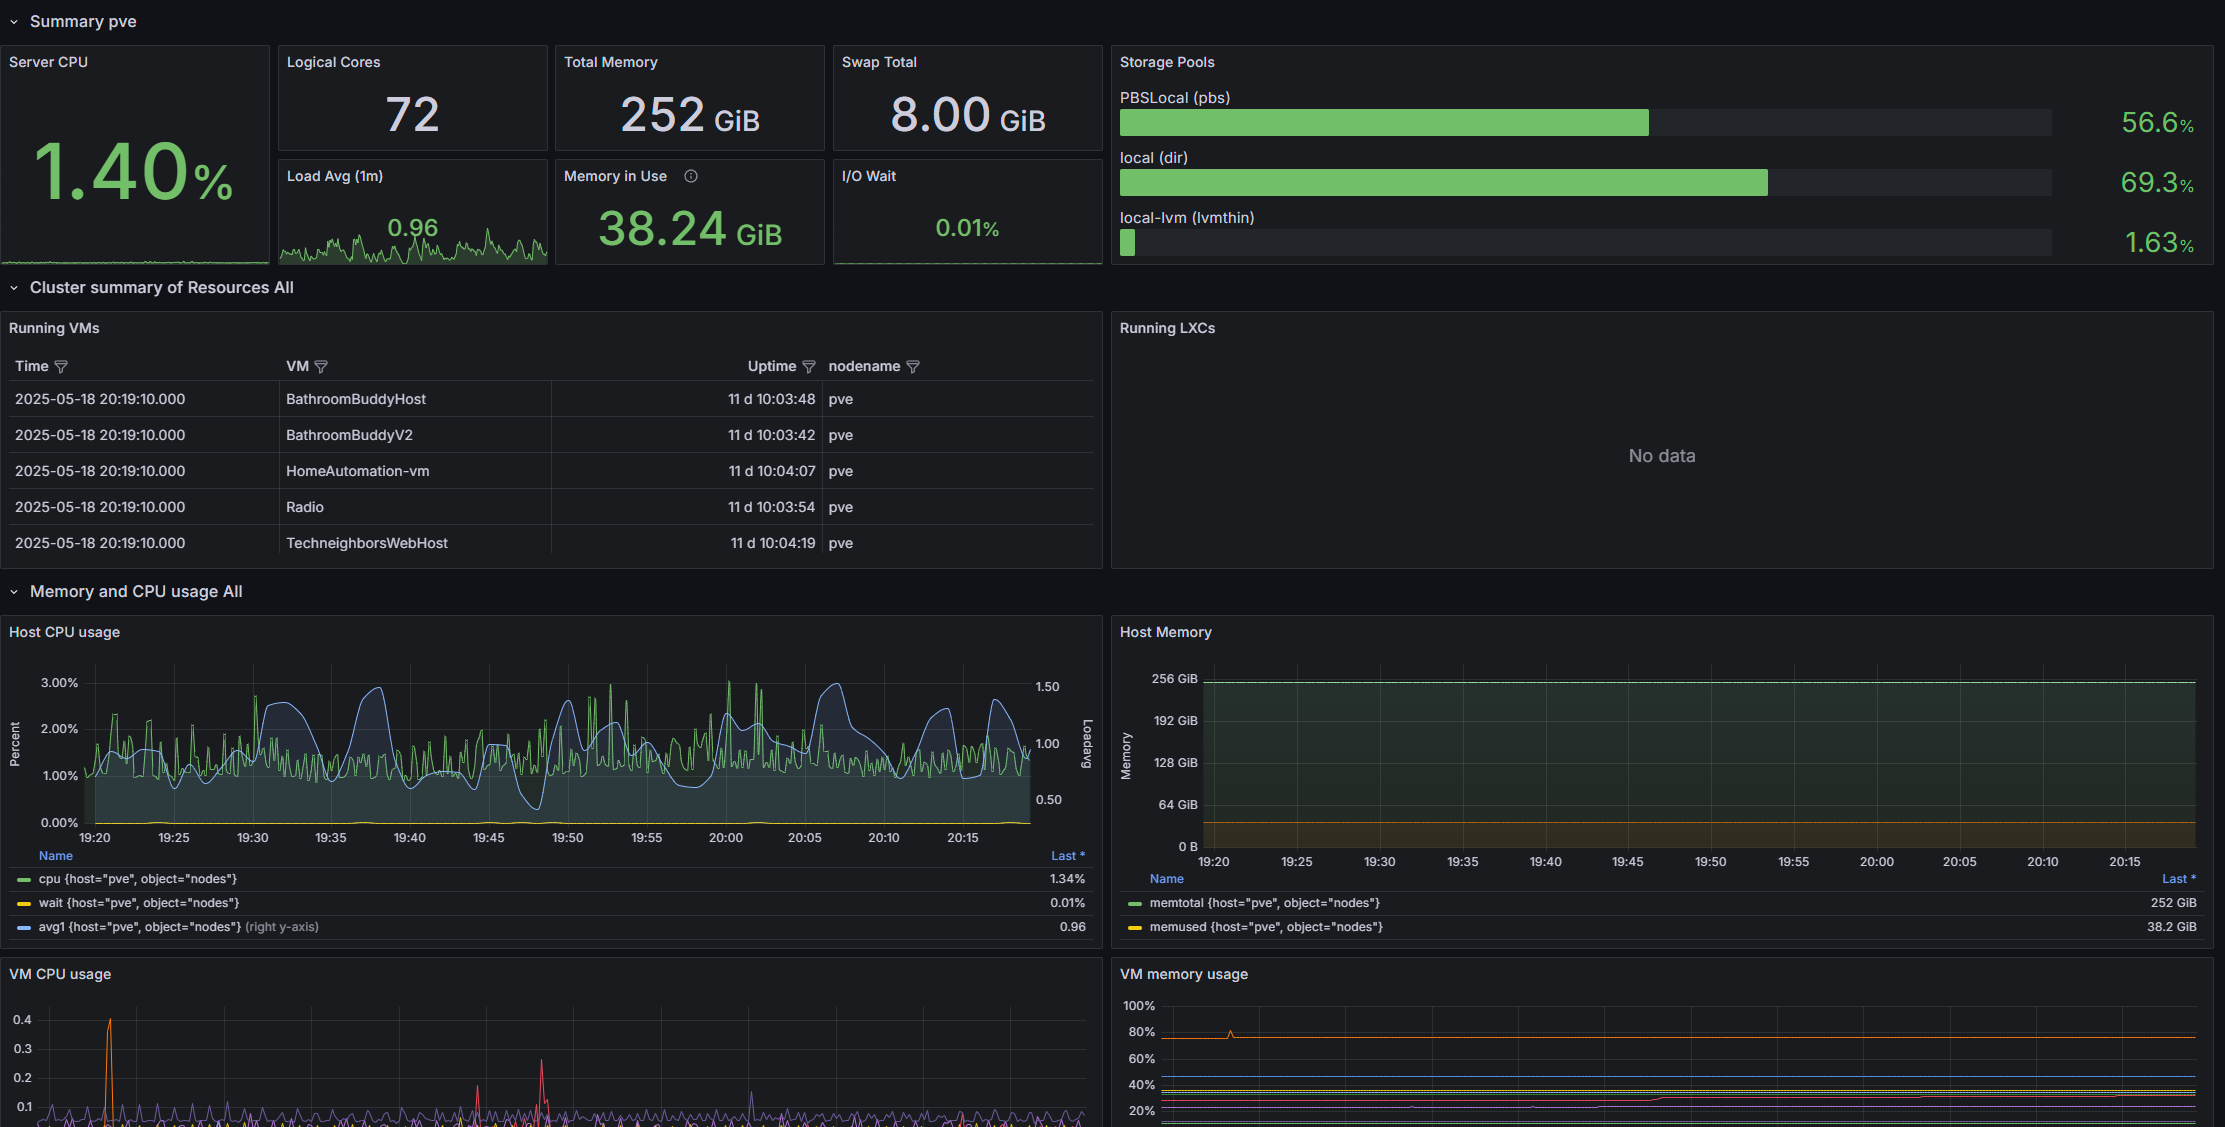 Summary pve
Server CPU
1.40%
Logical Cores
72
Total Memory
252 GiB
Swap Total
8.00 GiB
Load Avg (1m)
0.96
Memory in Use
38.24 GiB
I/O Wait
0.01%
Storage Pools
PBSLocal (pbs)
56.6%
local (dir)
69.3%
local-lvm (lvmthin)
1.63%
Cluster summary of Resources All
Running VMs
Time VM Uptime nodename
2025-05-18 20:19:10.000 BathroomBuddyHost 11 d 10:03:48 pve
2025-05-18 20:19:10.000 BathroomBuddyV2 11 d 10:03:42 pve
2025-05-18 20:19:10.000 HomeAutomation-vm 11 d 10:04:07 pve
2025-05-18 20:19:10.000 Radio 11 d 10:03:54 pve
2025-05-18 20:19:10.000 TechneighborsWebHost 11 d 10:04:19 pve
Running LXCs
No data
Memory and CPU usage All
Host CPU usage
Percent
3.00%
2.00%
1.00%
0.00%
1.50
1.00
0.50
Loadavg
19:20 19:25 19:30 19:35 19:40 19:45 19:50 19:55 20:00 20:05 20:10 20:15
Name Last *
cpu {host="pve", object="nodes"} 1.34%
wait {host="pve", object="nodes"} 0.01%
avg1 {host="pve", object="nodes"} (right y-axis) 0.96
Host Memory
Memory
256 GiB
192 GiB
128 GiB
64 GiB
0 B
19:20 19:25 19:30 19:35 19:40 19:45 19:50 19:55 20:00 20:05 20:10 20:15
Name Last *
memtotal {host="pve", object="nodes"} 252 GiB
memused {host="pve", object="nodes"} 38.2 GiB
VM CPU usage
0.4
0.3
0.2
0.1
VM memory usage
100%
80%
60%
40%
20%